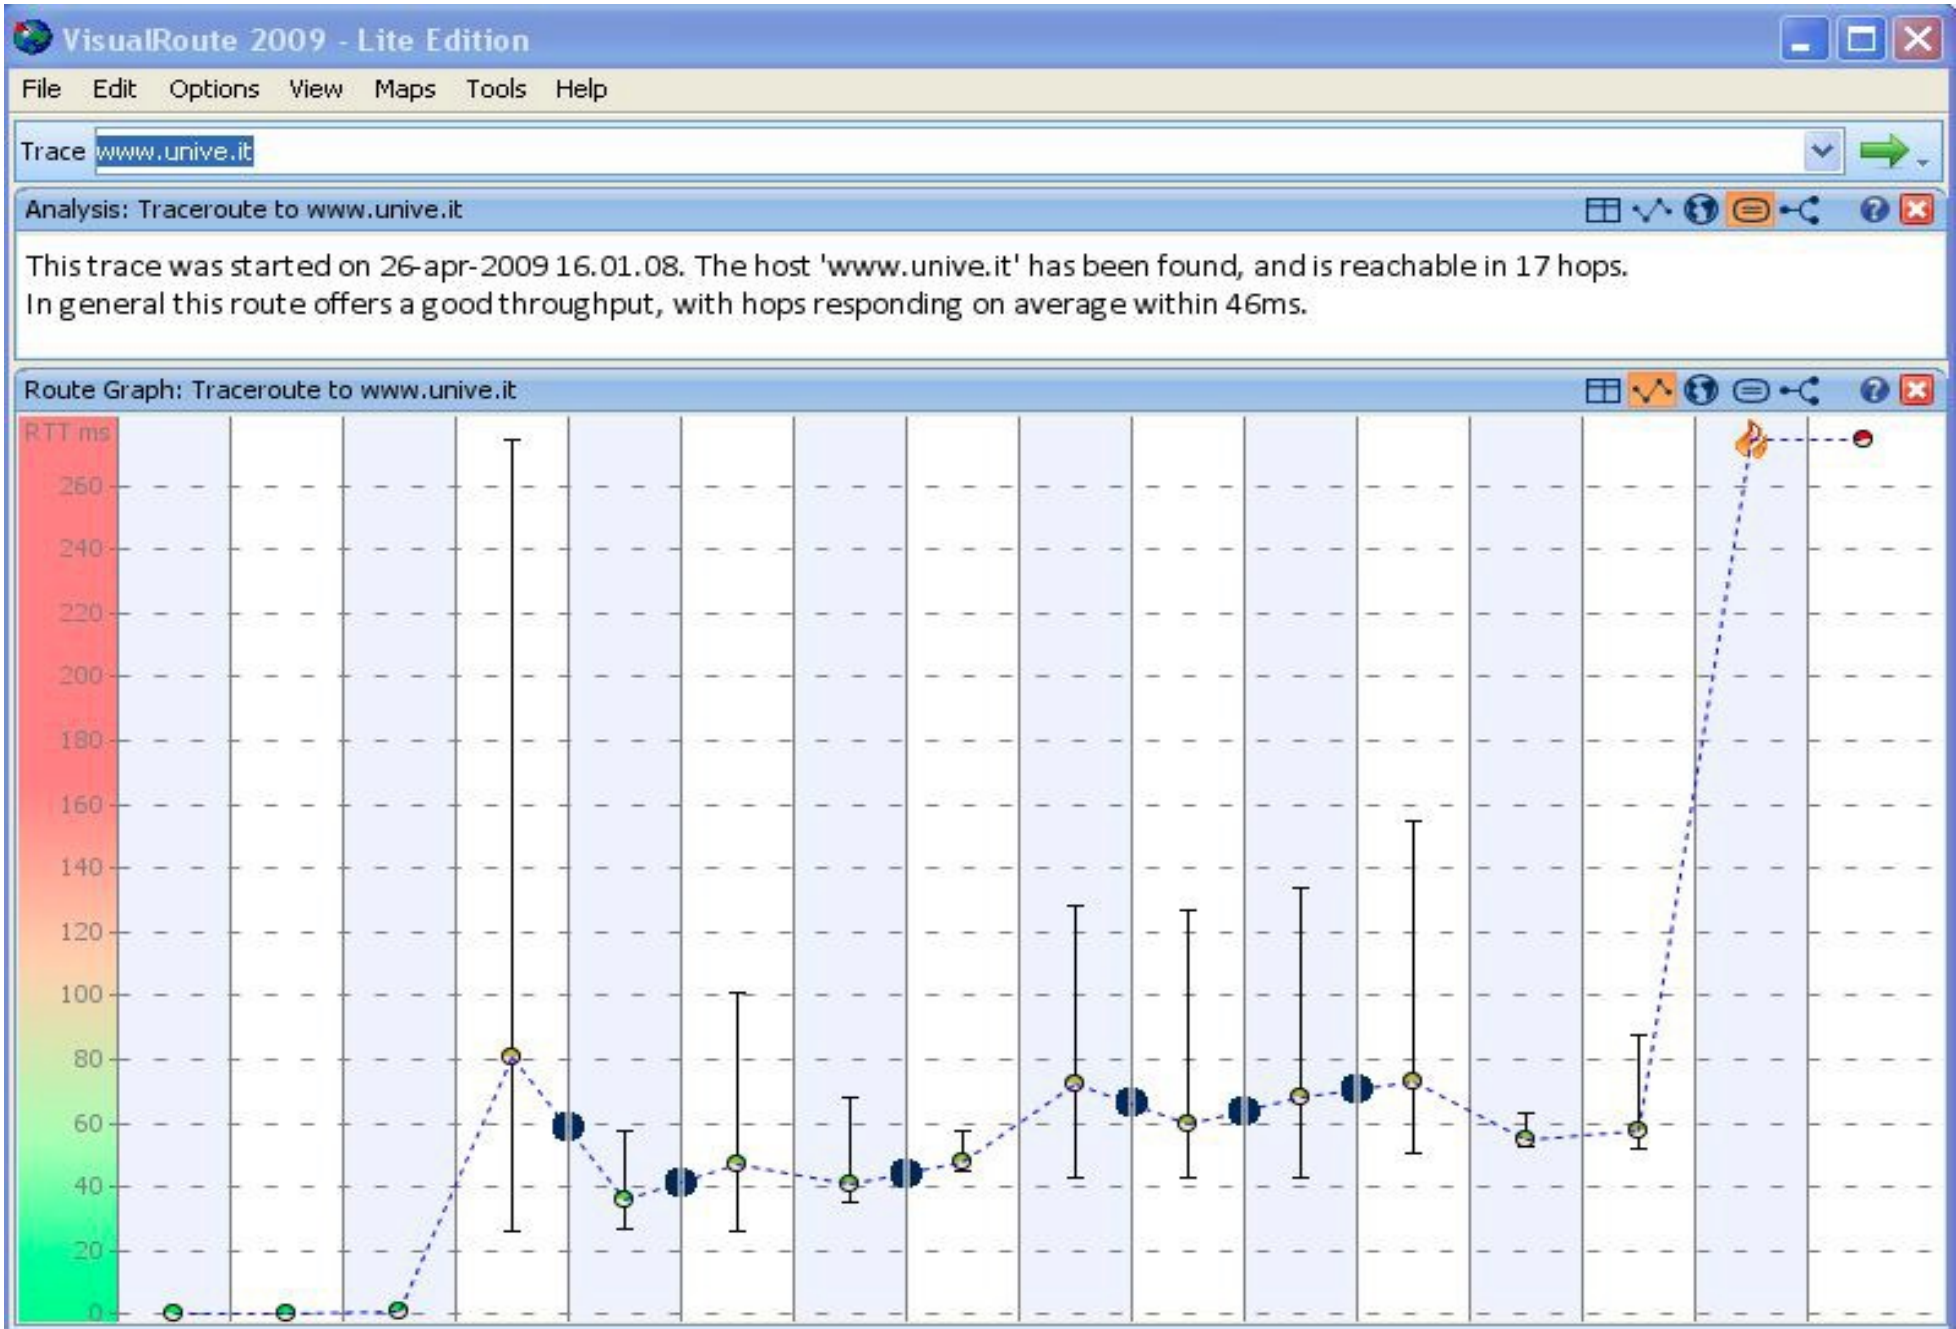 VisualRoute 2009 - Lite Edition
File Edit Options View Maps Tools Help
Trace www.unive.it
Analysis: Traceroute to www.unive.it
This trace was started on 26-apr-2009 16.01.08. The host 'www.unive.it' has been found, and is reachable in 17 hops.
In general this route offers a good throughput, with hops responding on average within 46ms.
Route Graph: Traceroute to www.unive.it
RTT ms
260
240
220
200
180
160
140
120
100
80
60
40
20
0